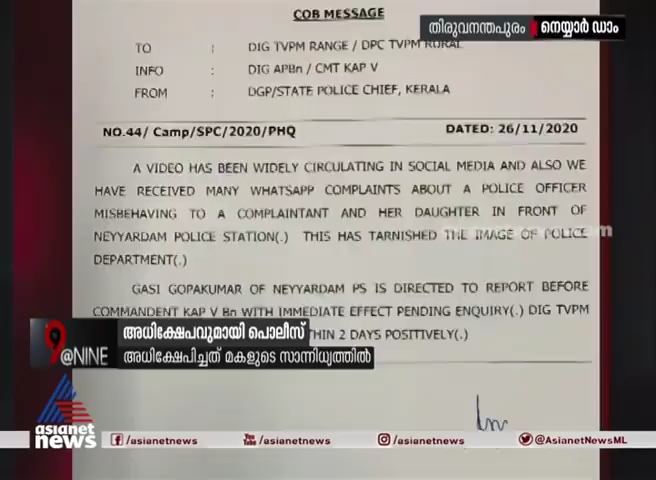 COB MESSAGE
തിരുവനന്തപുരം നെയ്യാർ ഡാം
TO : DIG TVPM RANGE / DPC TVPM RURAL
INFO : DIG APBn / CMT KAP V
FROM : DGP/STATE POLICE CHIEF, KERALA
NO.44/ Camp/SPC/2020/PHQ DATED: 26/11/2020
A VIDEO HAS BEEN WIDELY CIRCULATING IN SOCIAL MEDIA AND ALSO WE
HAVE RECEIVED MANY WHATSAPP COMPLAINTS ABOUT A POLICE OFFICER
MISBEHAVING TO A COMPLAINTANT AND HER DAUGHTER IN FRONT OF
NEYYARDAM POLICE STATION(.) THIS HAS TARNISHED THE IMAGE OF POLICE
DEPARTMENT(.)
GASI GOPAKUMAR OF NEYYARDAM PS IS DIRECTED TO REPORT BEFORE
COMMANDENT KAP V Bn WITH IMMEDIATE EFFECT PENDING ENQUIRY(.) DIG TVPM
THIN 2 DAYS POSITIVELY(.)
9
@NINE
അധിക്ഷേപവുമായി പൊലീസ്
അധിക്ഷേപിച്ചത് മകളുടെ സാന്നിധ്യത്തിൽ
asianet
news
/asianetnews
You Tube /asianetnews
/asianetnews
@AsianetNewsML